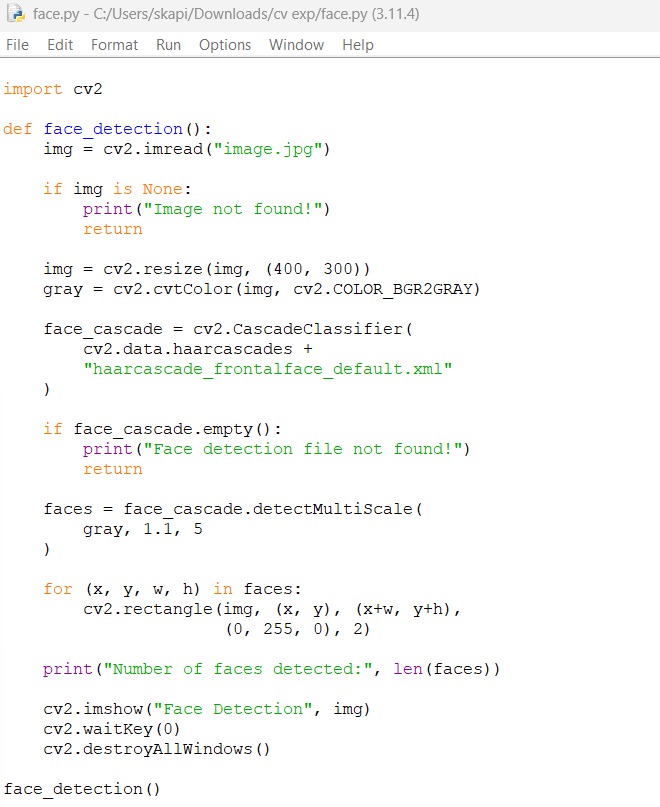 face.py - C:/Users/skapi/Downloads/cv exp/face.py (3.11.4)
File Edit Format Run Options Window Help
import cv2

def face_detection():
    img = cv2.imread("image.jpg")

    if img is None:
        print("Image not found!")
        return

    img = cv2.resize(img, (400, 300))
    gray = cv2.cvtColor(img, cv2.COLOR_BGR2GRAY)

    face_cascade = cv2.CascadeClassifier(
        cv2.data.haarcascades +
        "haarcascade_frontalface_default.xml"
    )

    if face_cascade.empty():
        print("Face detection file not found!")
        return

    faces = face_cascade.detectMultiScale(
        gray, 1.1, 5
    )

    for (x, y, w, h) in faces:
        cv2.rectangle(img, (x, y), (x+w, y+h),
                      (0, 255, 0), 2)

    print("Number of faces detected:", len(faces))

    cv2.imshow("Face Detection", img)
    cv2.waitKey(0)
    cv2.destroyAllWindows()

face_detection()